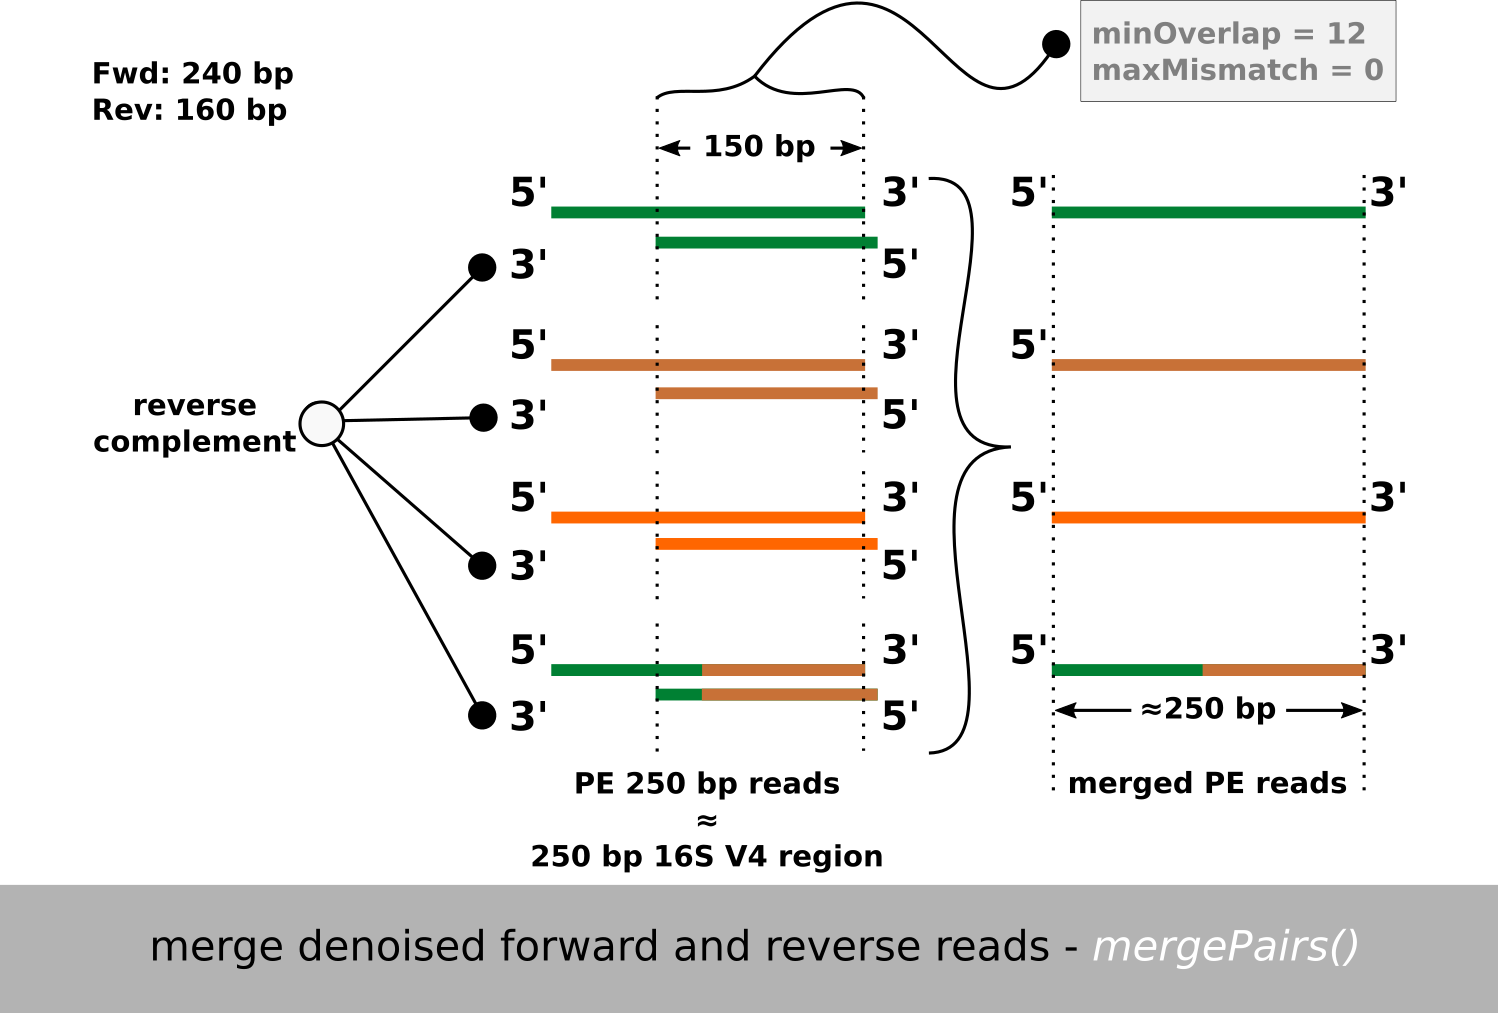 minOverlap = 12
maxMismatch = 0
Fwd: 240 bp
Rev: 160 bp
150 bp
5' 3' 5' 3'
3' 5'
5' 3' 5'
reverse
complement
3' 5'
5' 3' 5' 3'
3' 5'
5' 3' 5' 3'
3' 5'
≈250 bp
PE 250 bp reads
≈
250 bp 16S V4 region
merged PE reads
merge denoised forward and reverse reads - mergePairs()